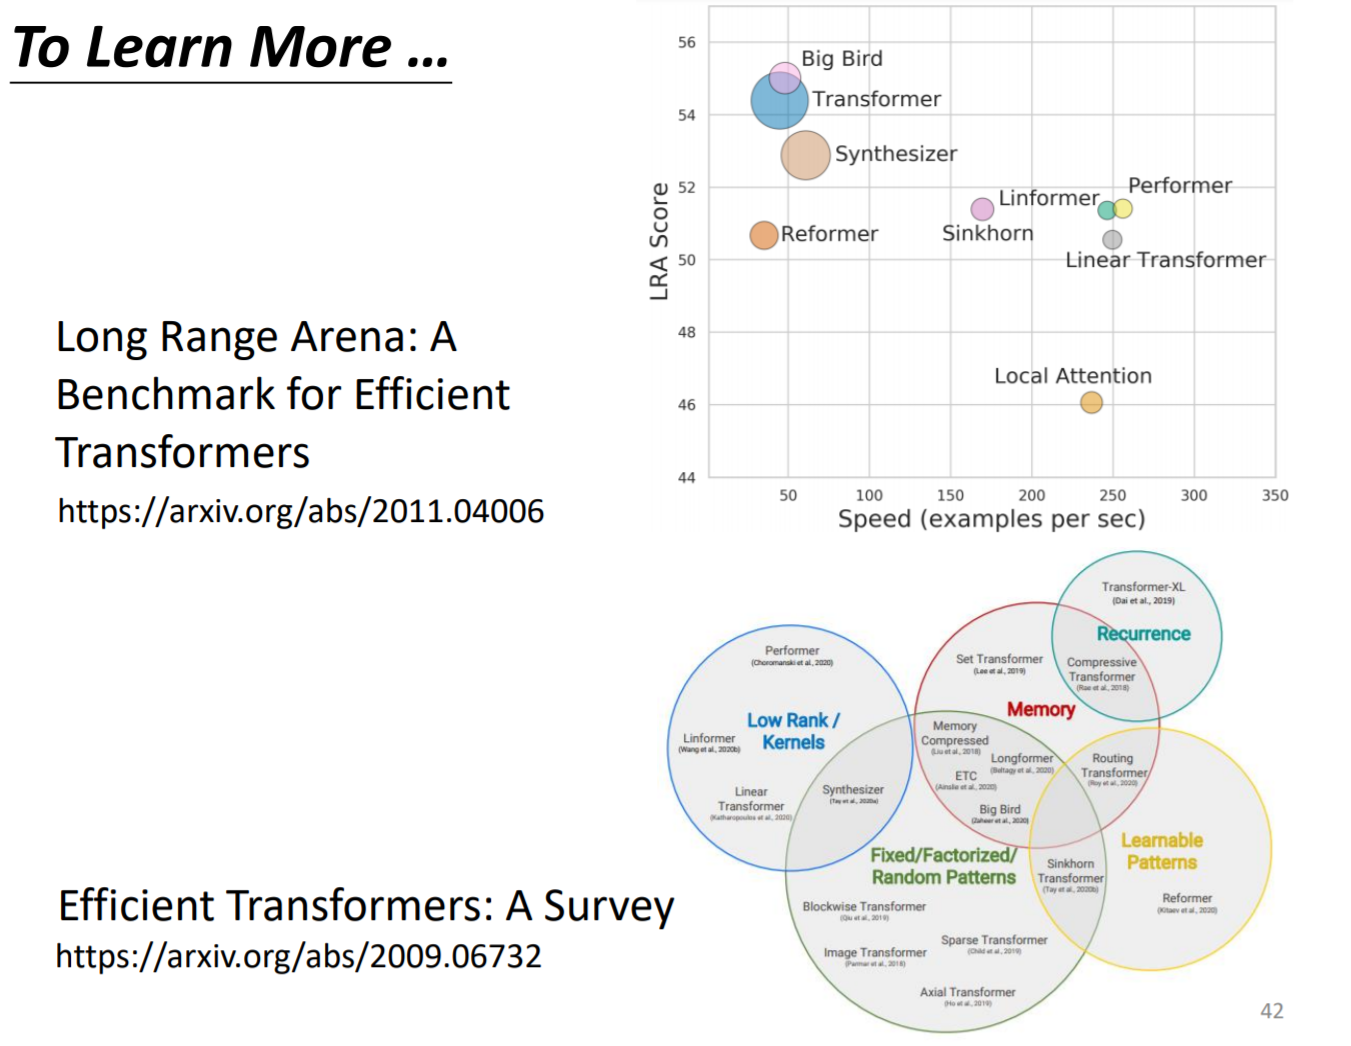 To Learn More …
56
54
52
50
48
46
44
LRA Score
Big Bird
Transformer
Synthesizer
Performer
Linformer
Sinkhorn
Reformer
Linear Transformer
Local Attention
50 100 150 200 250 300 350
Speed (examples per sec)
Long Range Arena: A
Benchmark for Efficient
Transformers
https://arxiv.org/abs/2011.04006
Transformer-XL
(Dai et al., 2019)
Recurrence
Compressive
Transformer
(Rae et al., 2018)
Set Transformer
(Lee et al., 2019)
Memory
Performer
(Choromanski et al., 2020)
Low Rank /
Kernels
Linformer
(Wang et al., 2020b)
Linear
Transformer
(Katharopoulos et al., 2020)
Synthesizer
(Tay et al., 2020a)
Memory
Compressed
(Liu et al., 2018)
Longformer
(Beltagy et al., 2020)
ETC
(Ainslie et al., 2020)
Big Bird
(Zaheer et al., 2020)
Routing
Transformer
(Roy et al., 2020)
Learnable
Patterns
Fixed/Factorized/
Random Patterns
Sinkhorn
Transformer
(Tay et al., 2020b)
Reformer
(Kitaev et al., 2020)
Blockwise Transformer
(Qiu et al., 2019)
Sparse Transformer
(Child et al., 2019)
Image Transformer
(Parmar et al., 2018)
Axial Transformer
(Ho et al., 2019)
Efficient Transformers: A Survey
https://arxiv.org/abs/2009.06732
42